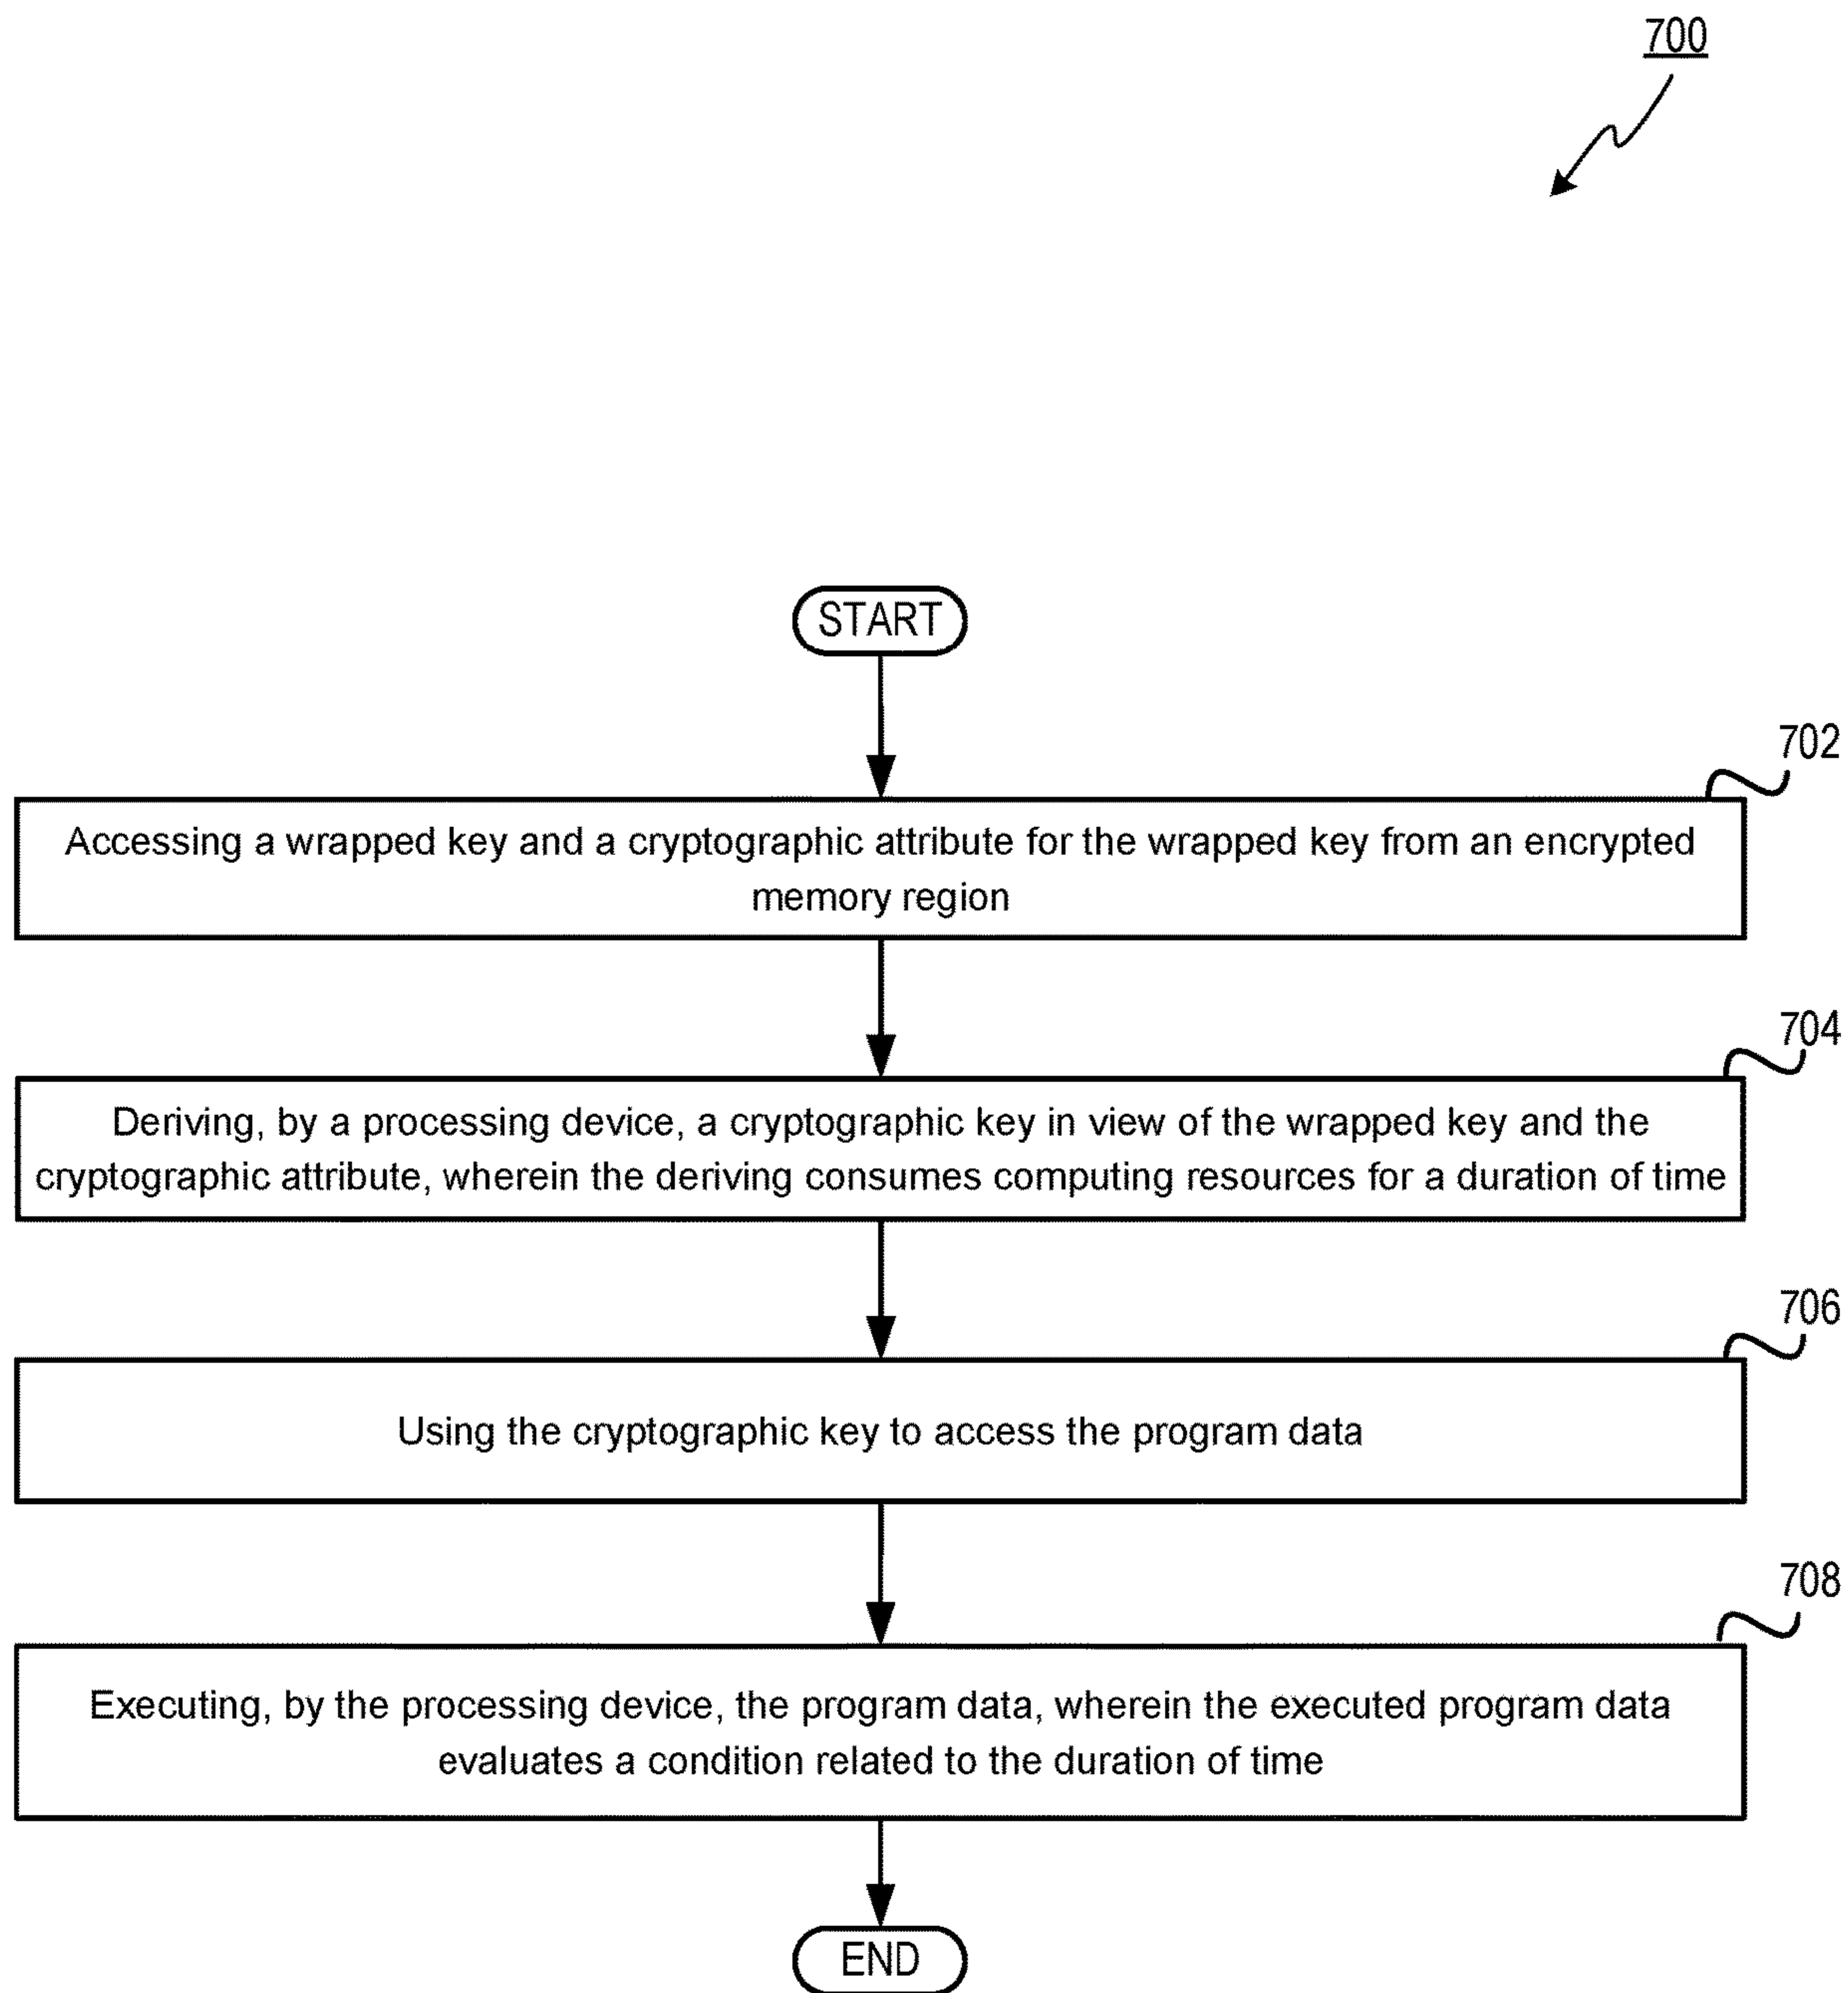 700
START
702
Accessing a wrapped key and a cryptographic attribute for the wrapped key from an encrypted
memory region
704
Deriving, by a processing device, a cryptographic key in view of the wrapped key and the
cryptographic attribute, wherein the deriving consumes computing resources for a duration of time
706
Using the cryptographic key to access the program data
708
Executing, by the processing device, the program data, wherein the executed program data
evaluates a condition related to the duration of time
END